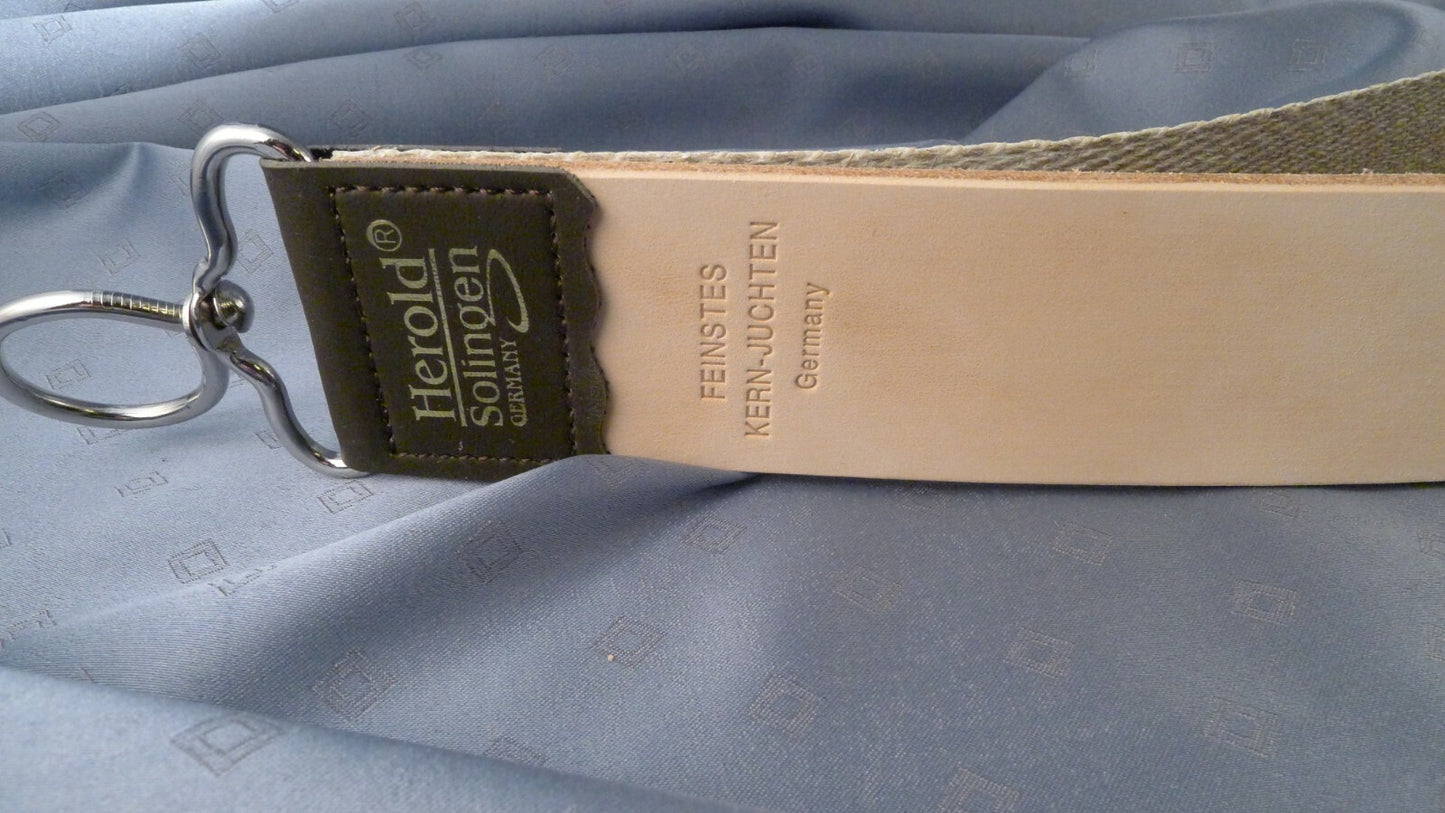 Herold®
Solingen
GERMANY
FEINSTES
KERN-JUCHTEN
Germany